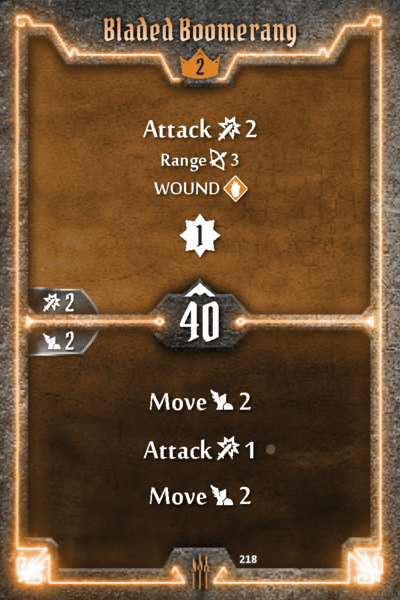 Bladed Boomerang
2
Attack 2
Range 3
WOUND
1
2
40
2
Move 2
Attack 1
Move 2
218